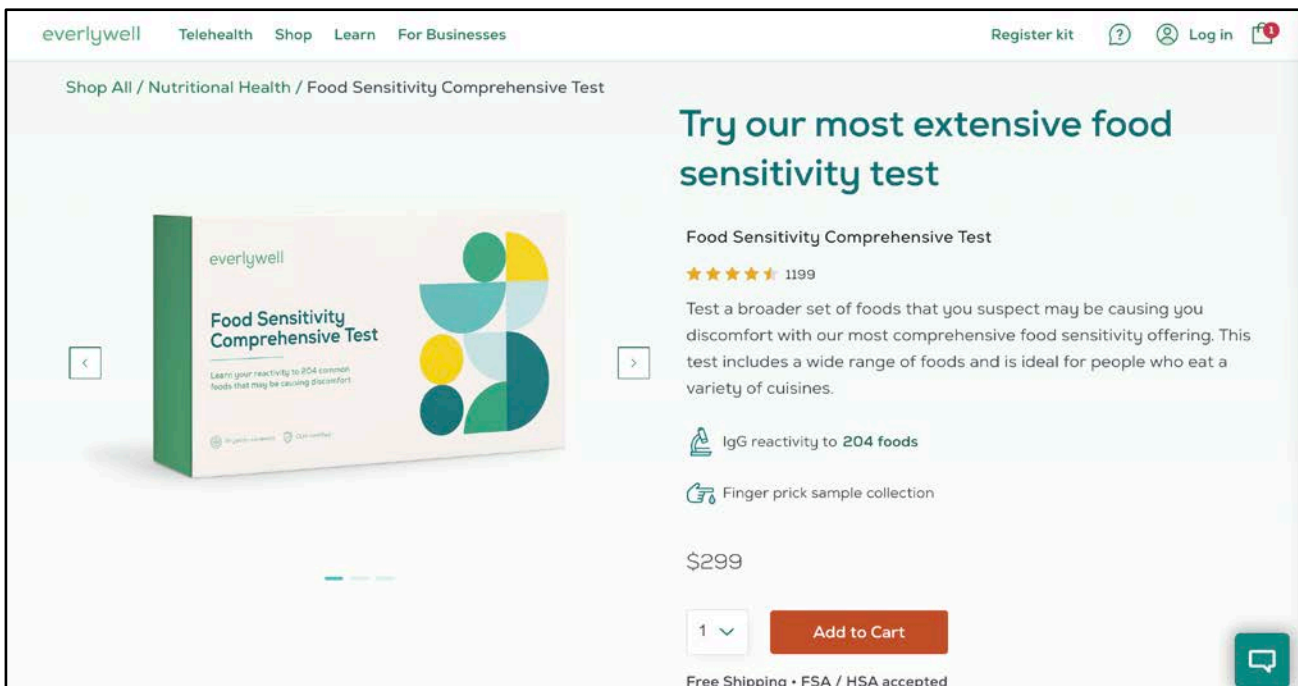 everlywell Telehealth Shop Learn For Businesses Register kit ? Log in 1
Shop All / Nutritional Health / Food Sensitivity Comprehensive Test
Try our most extensive food
sensitivity test
everlywell
Food Sensitivity
Comprehensive Test
Learn your reactivity to 204 common
foods that may be causing discomfort
Food Sensitivity Comprehensive Test
1199
Test a broader set of foods that you suspect may be causing you
discomfort with our most comprehensive food sensitivity offering. This
test includes a wide range of foods and is ideal for people who eat a
variety of cuisines.
IgG reactivity to 204 foods
Finger prick sample collection
$299
1 Add to Cart
Free Shipping • FSA / HSA accepted